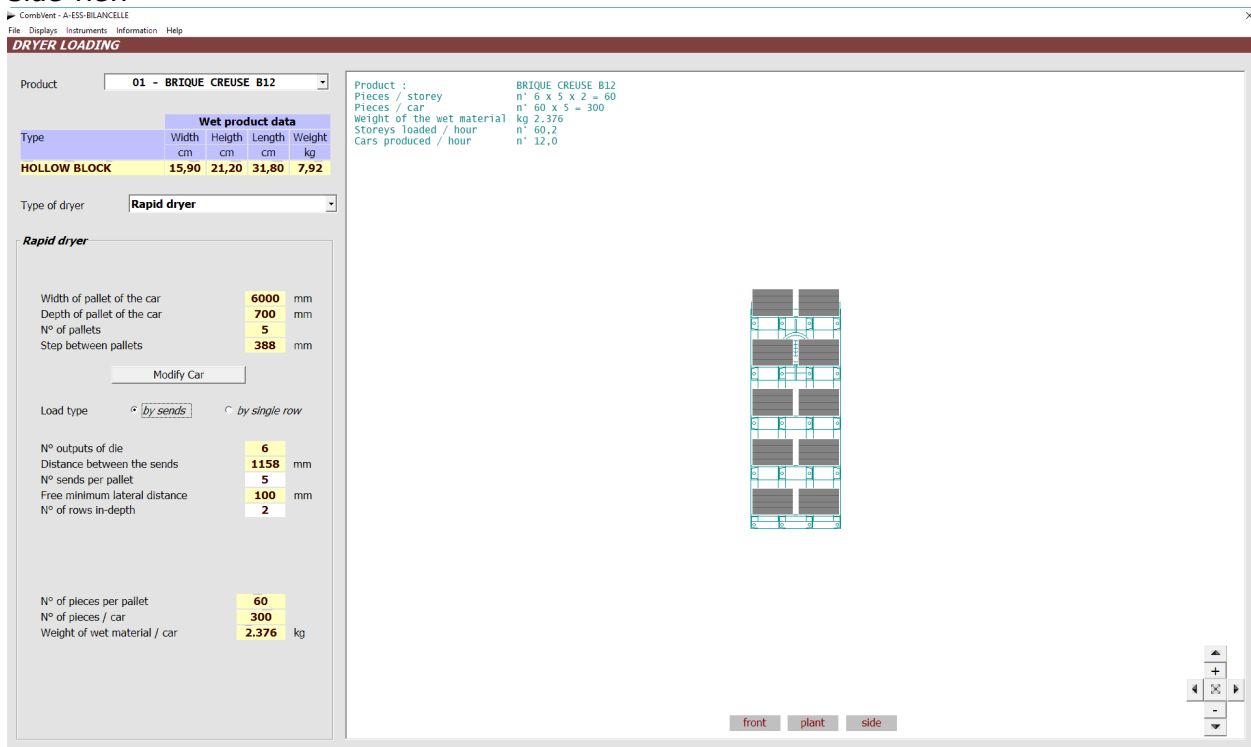 CombVent - A-ESS-BILANCELLE
File Displays Instruments Information Help
DRYER LOADING
Product 01 - BRIQUE CREUSE B12
Wet product data
Type Width Heigth Length Weight
cm cm cm kg
HOLLOW BLOCK 15,90 21,20 31,80 7,92
Type of dryer Rapid dryer
Rapid dryer
Width of pallet of the car 6000 mm
Depth of pallet of the car 700 mm
N° of pallets 5
Step between pallets 388 mm
Modify Car
Load type by sends by single row
N° outputs of die 6
Distance between the sends 1158 mm
N° sends per pallet 5
Free minimum lateral distance 100 mm
N° of rows in-depth 2
N° of pieces per pallet 60
N° of pieces / car 300
Weight of wet material / car 2.376 kg
Product : BRIQUE CREUSE B12
Pieces / storey n° 6 x 5 x 2 = 60
Pieces / car n° 60 x 5 = 300
Weight of the wet material kg 2.376
Storeys loaded / hour n° 60,2
Cars produced / hour n° 12,0
+
-
front plant side